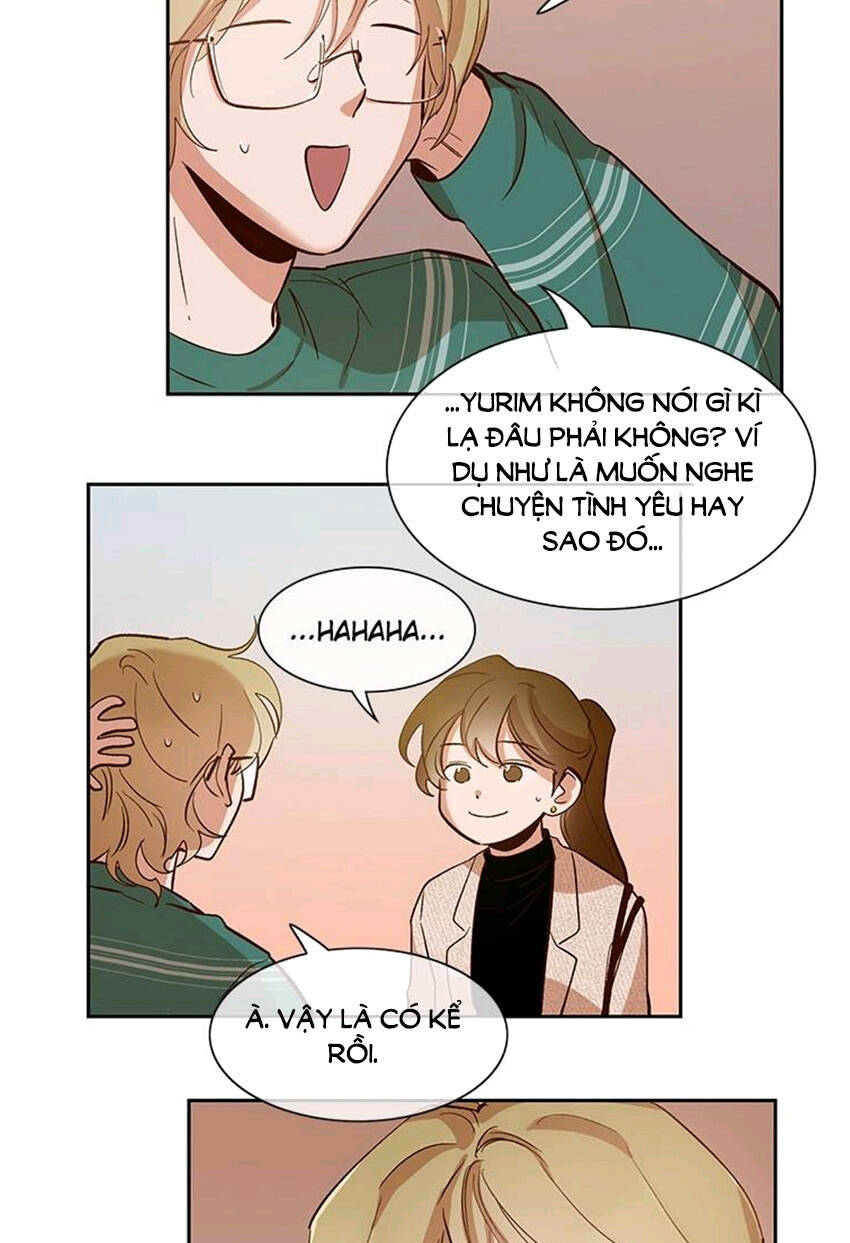 ...YURIM KHÔNG NÓI GÌ KÌ
LẠ ĐÂU PHẢI KHÔNG? VÍ
DỤ NHƯ LÀ MUỐN NGHE
CHUYỆN TÌNH YÊU HAY
SAO ĐÓ...
...HAHAHA...
À. VẬY LÀ CÓ KỂ
RỒI.